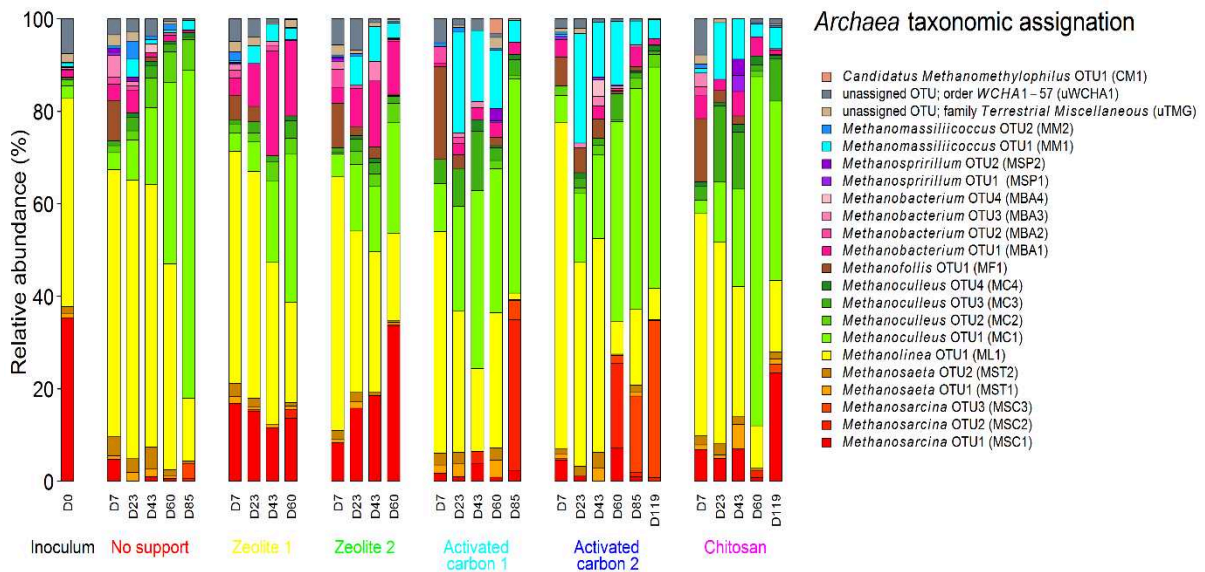 Archaea taxonomic assignation
Relative abundance (%)
100
80
60
40
20
0
Candidatus Methanomethylophilus OTU1 (CM1)
unassigned OTU; order WCHA1-57 (uWCHA1)
unassigned OTU; family Terrestrial Miscellaneous (uTMG)
Methanomassiliicoccus OTU2 (MM2)
Methanomassiliicoccus OTU1 (MM1)
Methanospririllum OTU2 (MSP2)
Methanospririllum OTU1 (MSP1)
Methanobacterium OTU4 (MBA4)
Methanobacterium OTU3 (MBA3)
Methanobacterium OTU2 (MBA2)
Methanobacterium OTU1 (MBA1)
Methanofollis OTU1 (MF1)
Methanoculleus OTU4 (MC4)
Methanoculleus OTU3 (MC3)
Methanoculleus OTU2 (MC2)
Methanoculleus OTU1 (MC1)
Methanolinea OTU1 (ML1)
Methanosaeta OTU2 (MST2)
Methanosaeta OTU1 (MST1)
Methanosarcina OTU3 (MSC3)
Methanosarcina OTU2 (MSC2)
Methanosarcina OTU1 (MSC1)
D0
D7
D23
D43
D60
D85
D7
D23
D43
D60
D7
D23
D43
D60
D7
D23
D43
D60
D85
D7
D23
D43
D60
D85
D119
D7
D23
D43
D60
D119
Inoculum
No support
Zeolite 1
Zeolite 2
Activated
carbon 1
Activated
carbon 2
Chitosan